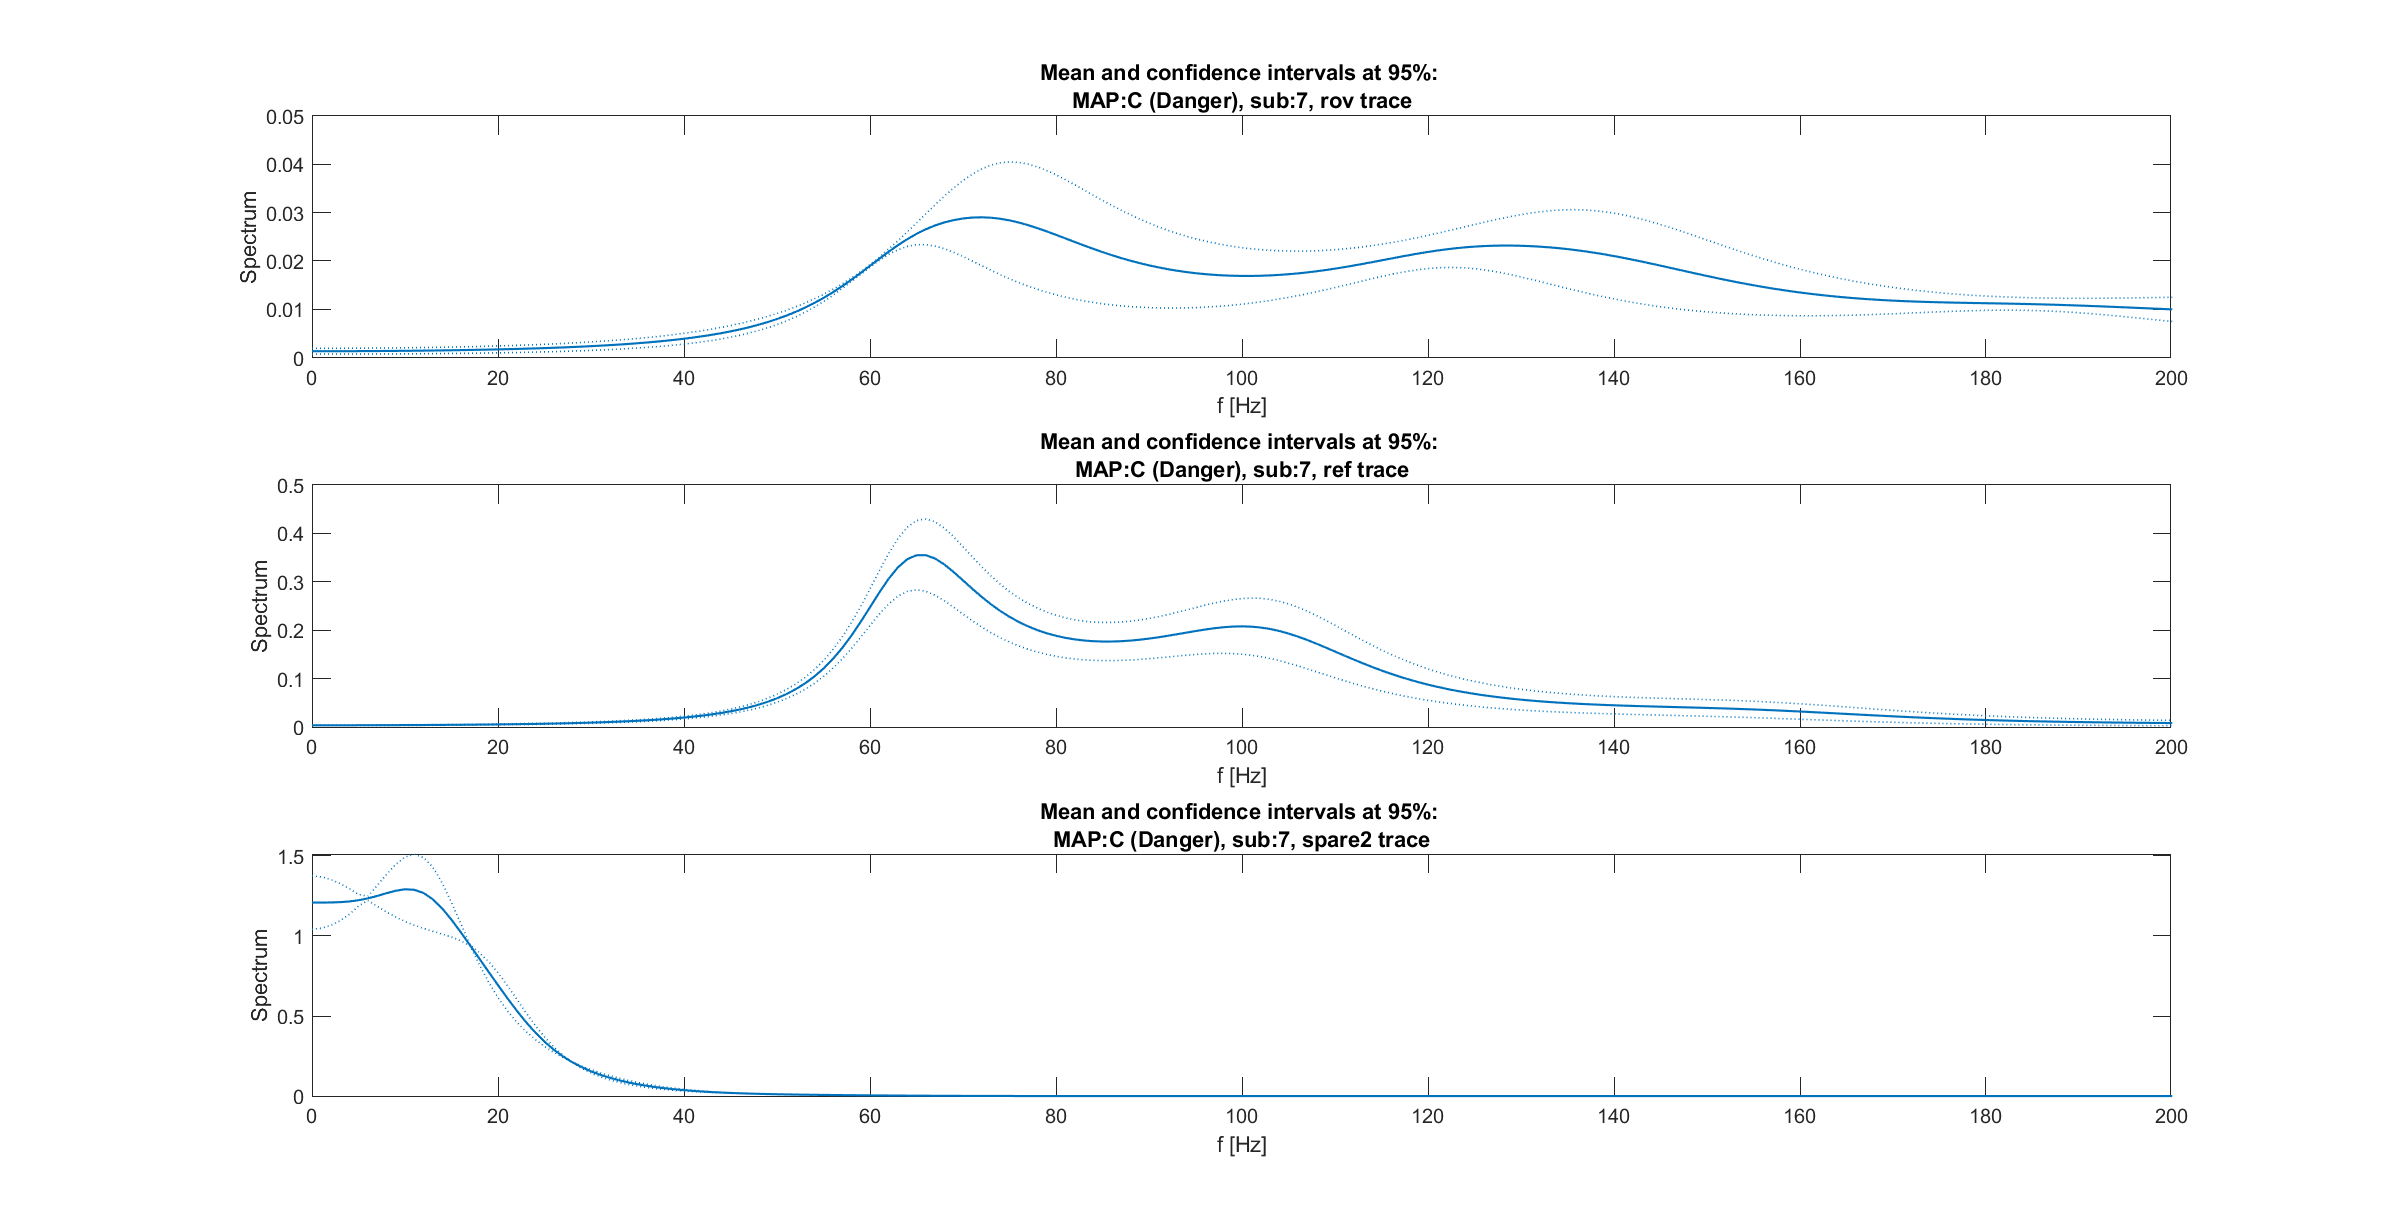 Mean and confidence intervals at 95%:
MAP:C (Danger), sub:7, rov trace
0.05
0.04
0.03
0.02
0.01
0
Spectrum
0 20 40 60 80 100 120 140 160 180 200
f [Hz]
Mean and confidence intervals at 95%:
MAP:C (Danger), sub:7, ref trace
0.5
0.4
0.3
0.2
0.1
0
Spectrum
0 20 40 60 80 100 120 140 160 180 200
f [Hz]
Mean and confidence intervals at 95%:
MAP:C (Danger), sub:7, spare2 trace
1.5
1
0.5
0
Spectrum
0 20 40 60 80 100 120 140 160 180 200
f [Hz]